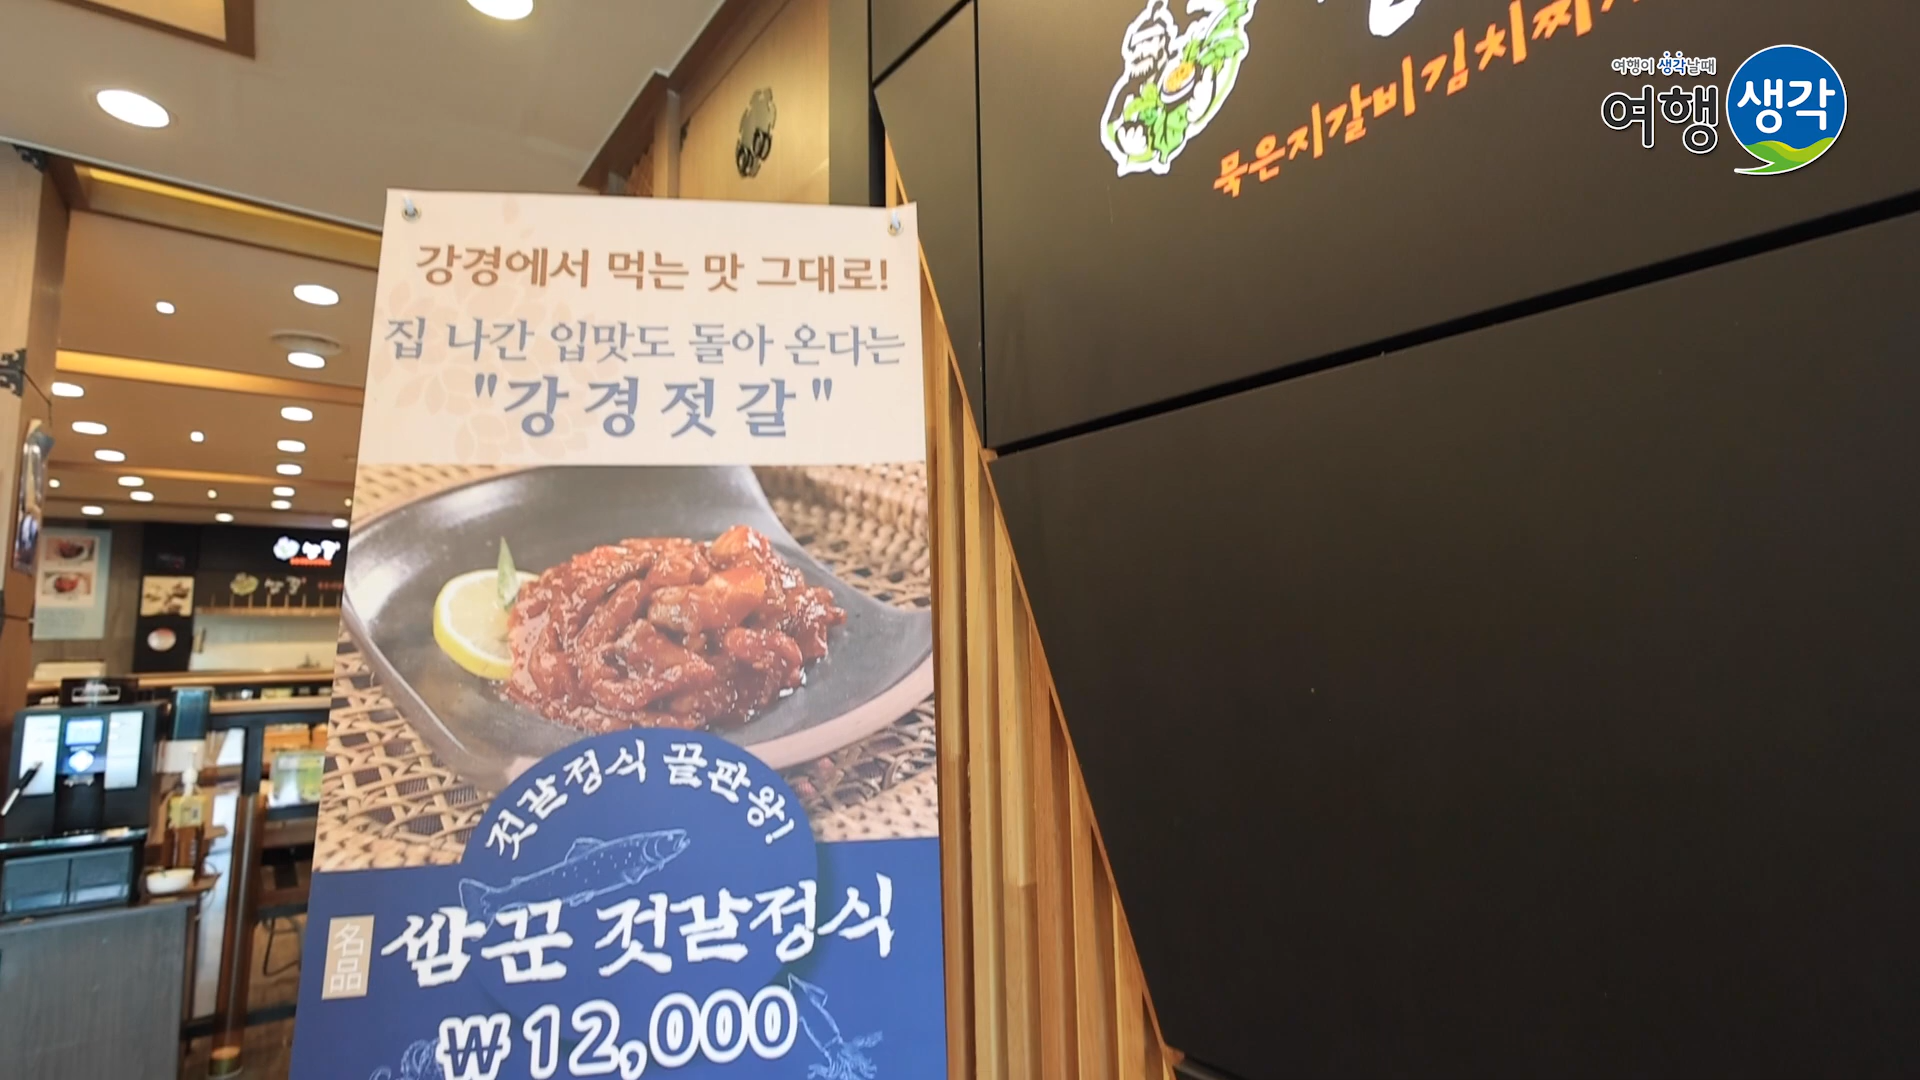 여행이 생각날때
여행 생각
묵은지갈비김치찌
강경에서 먹는 맛 그대로!
집 나간 입맛도 돌아 온다는
"강경젓갈"
젓갈정식 끝판왕!
名品
쌈꾼 젓갈정식
₩12,000